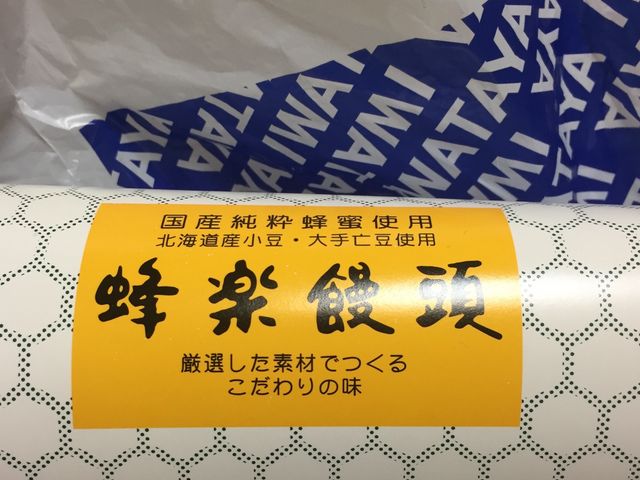 IWATAYA
国産純粋蜂蜜使用
北海道産小豆・大手亡豆使用
蜂楽饅頭
厳選した素材でつくる
こだわりの味